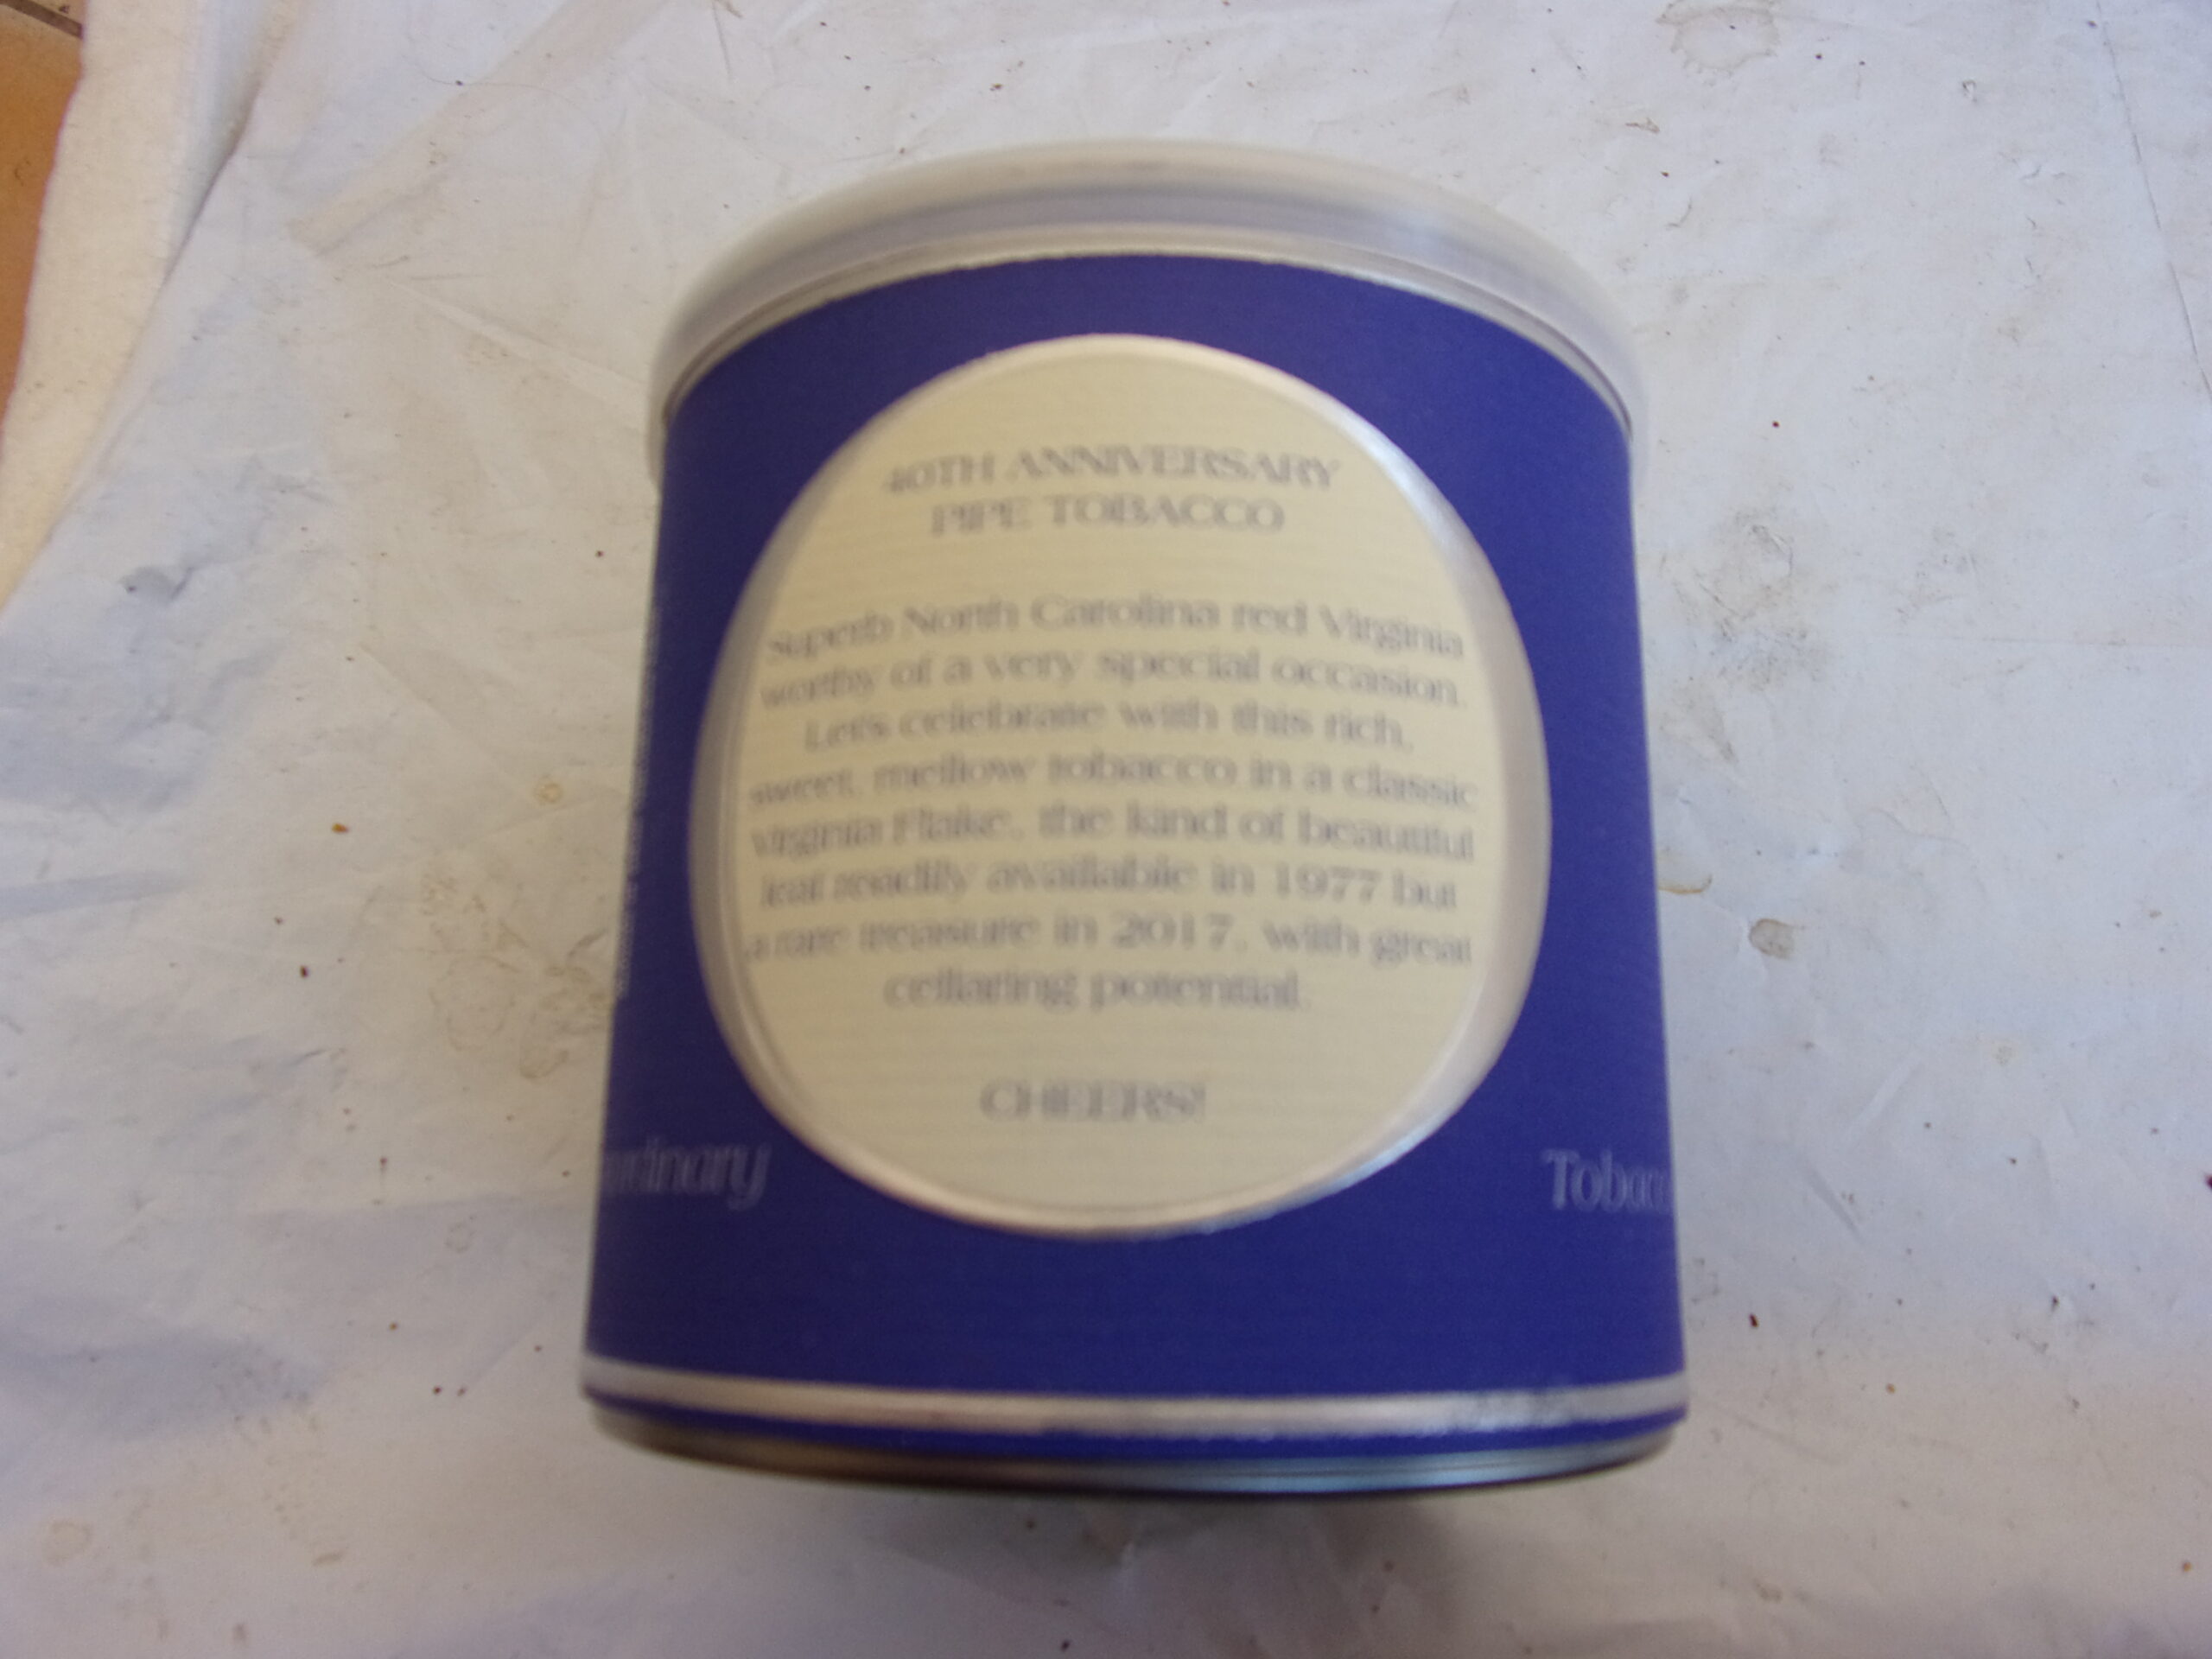 40TH ANNIVERSARY
PIPE TOBACCO
Superb North Carolina red Virginia
worthy of a very special occasion.
Let's celebrate with this rich,
sweet, mellow tobacco in a classic
Virginia Flake, the kind of beautiful
leaf readily available in 1977 but
a rare treasure in 2017, with great
cellaring potential.
CHEERS!
rdinary
Tobacc